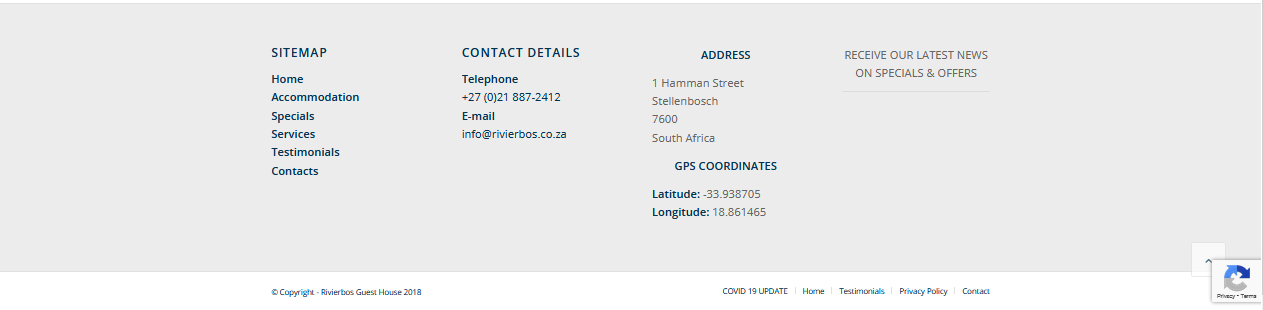 SITEMAP
Home
Accommodation
Specials
Services
Testimonials
Contacts
CONTACT DETAILS
Telephone
+27 (0)21 887-2412
E-mail
info@rivierbos.co.za
ADDRESS
1 Hamman Street
Stellenbosch
7600
South Africa
GPS COORDINATES
Latitude: -33.938705
Longitude: 18.861465
RECEIVE OUR LATEST NEWS
ON SPECIALS & OFFERS
© Copyright - Rivierbos Guest House 2018
COVID 19 UPDATE Home Testimonials Privacy Policy Contact
Privacy - Terms